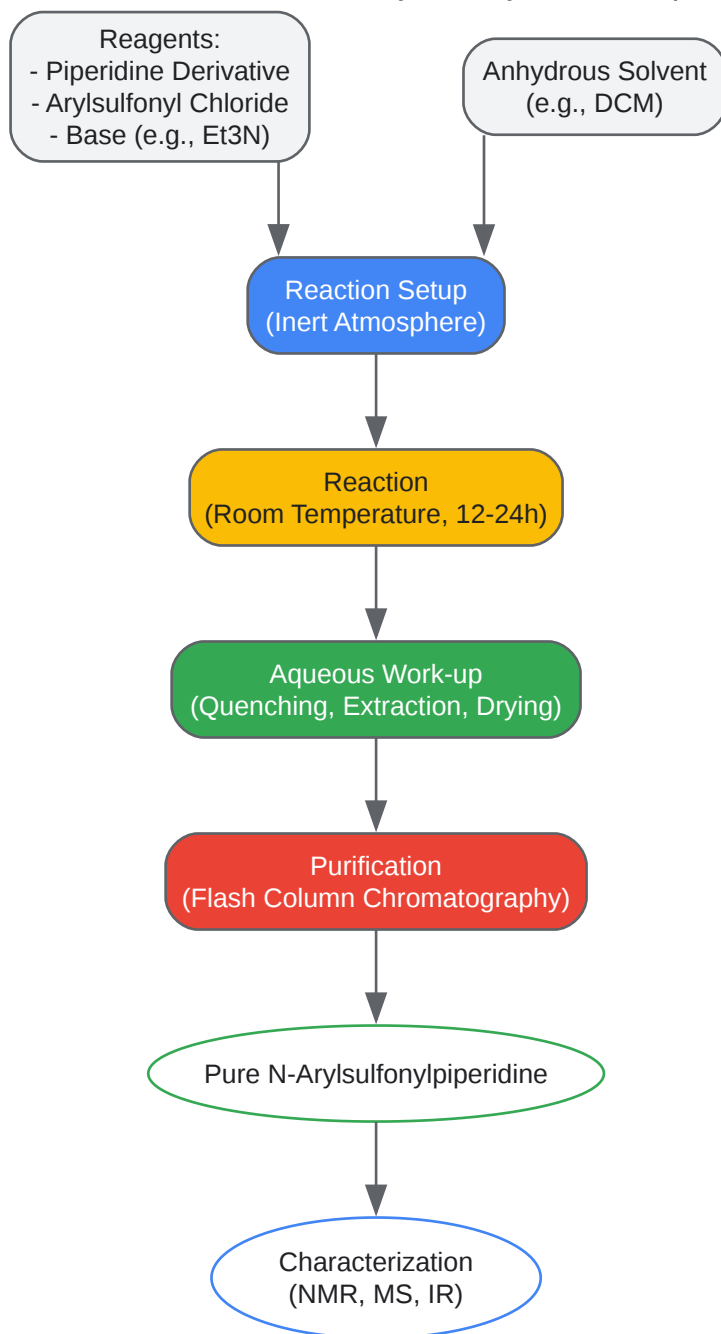 Reagents:
- Piperidine Derivative
- Arylsulfonyl Chloride
- Base (e.g., Et3N)
Anhydrous Solvent
(e.g., DCM)
Reaction Setup
(Inert Atmosphere)
Reaction
(Room Temperature, 12-24h)
Aqueous Work-up
(Quenching, Extraction, Drying)
Purification
(Flash Column Chromatography)
Pure N-Arylsulfonylpiperidine
Characterization
(NMR, MS, IR)